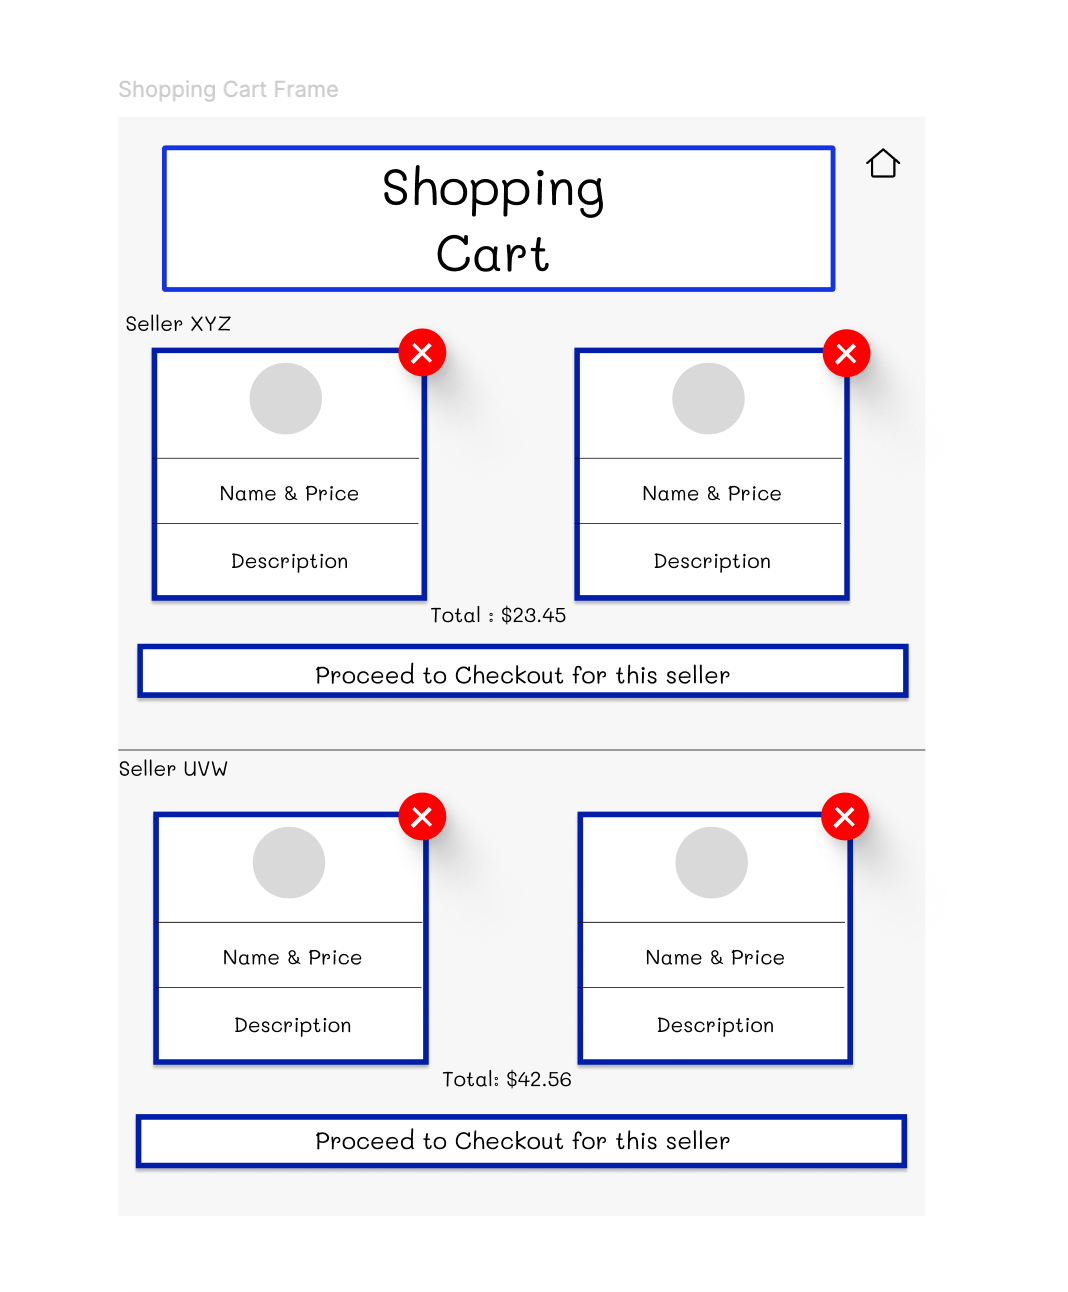 Shopping Cart Frame
Shopping
Cart
Seller XYZ
Name & Price
Name & Price
Description
Description
Total : $23.45
Proceed to Checkout for this seller
Seller UVW
Name & Price
Name & Price
Description
Description
Total: $42.56
Proceed to Checkout for this seller